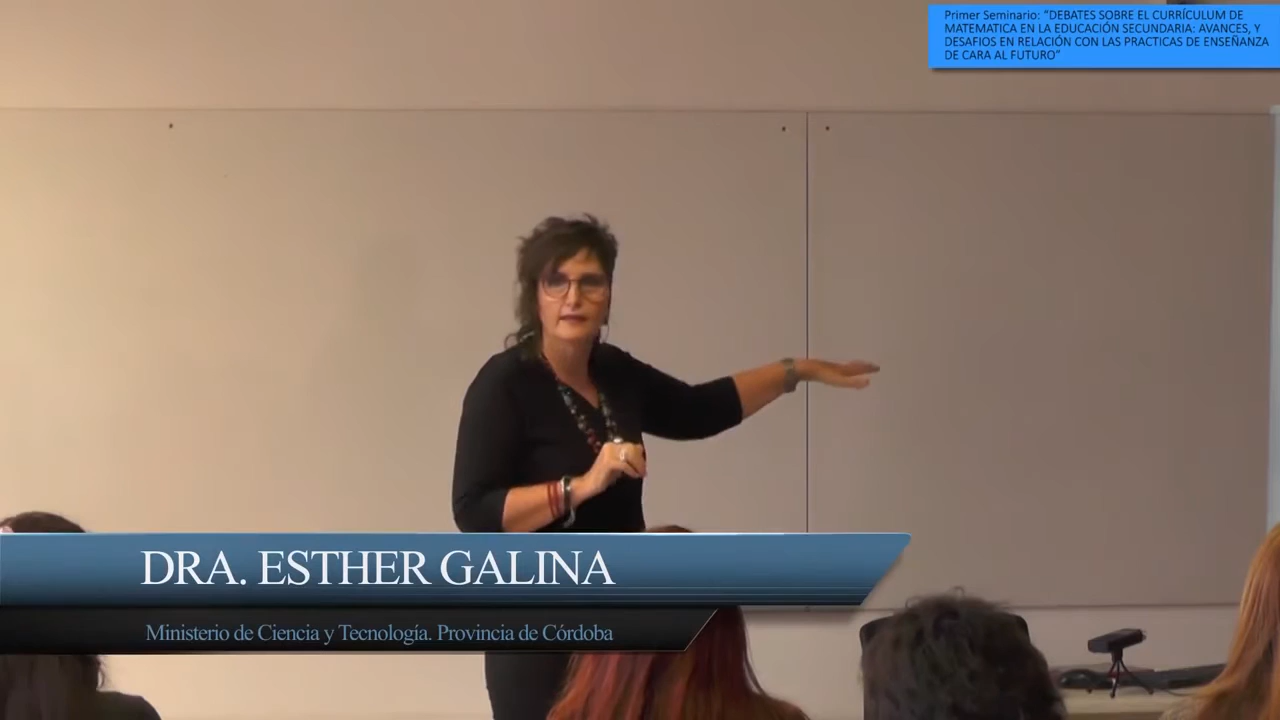 Primer Seminario: "DEBATES SOBRE EL CURRÍCULUM DE
MATEMATICA EN LA EDUCACIÓN SECUNDARIA: AVANCES, Y
DESAFIOS EN RELACIÓN CON LAS PRACTICAS DE ENSEÑANZA
DE CARA AL FUTURO"
DRA. ESTHER GALINA
Ministerio de Ciencia y Tecnología. Provincia de Córdoba